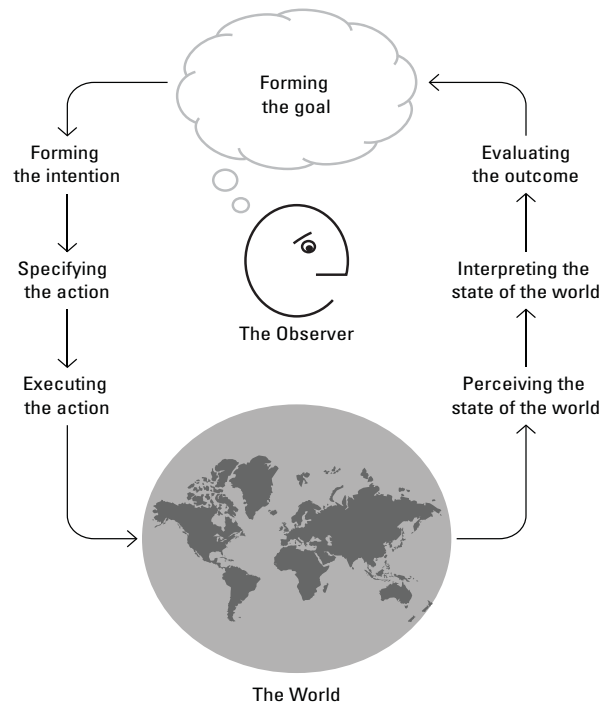 Forming
the goal
Forming
the intention
Specifying
the action
Executing
the action
The World
Perceiving the
state of the world
Interpreting the
state of the world
Evaluating
the outcome
The Observer